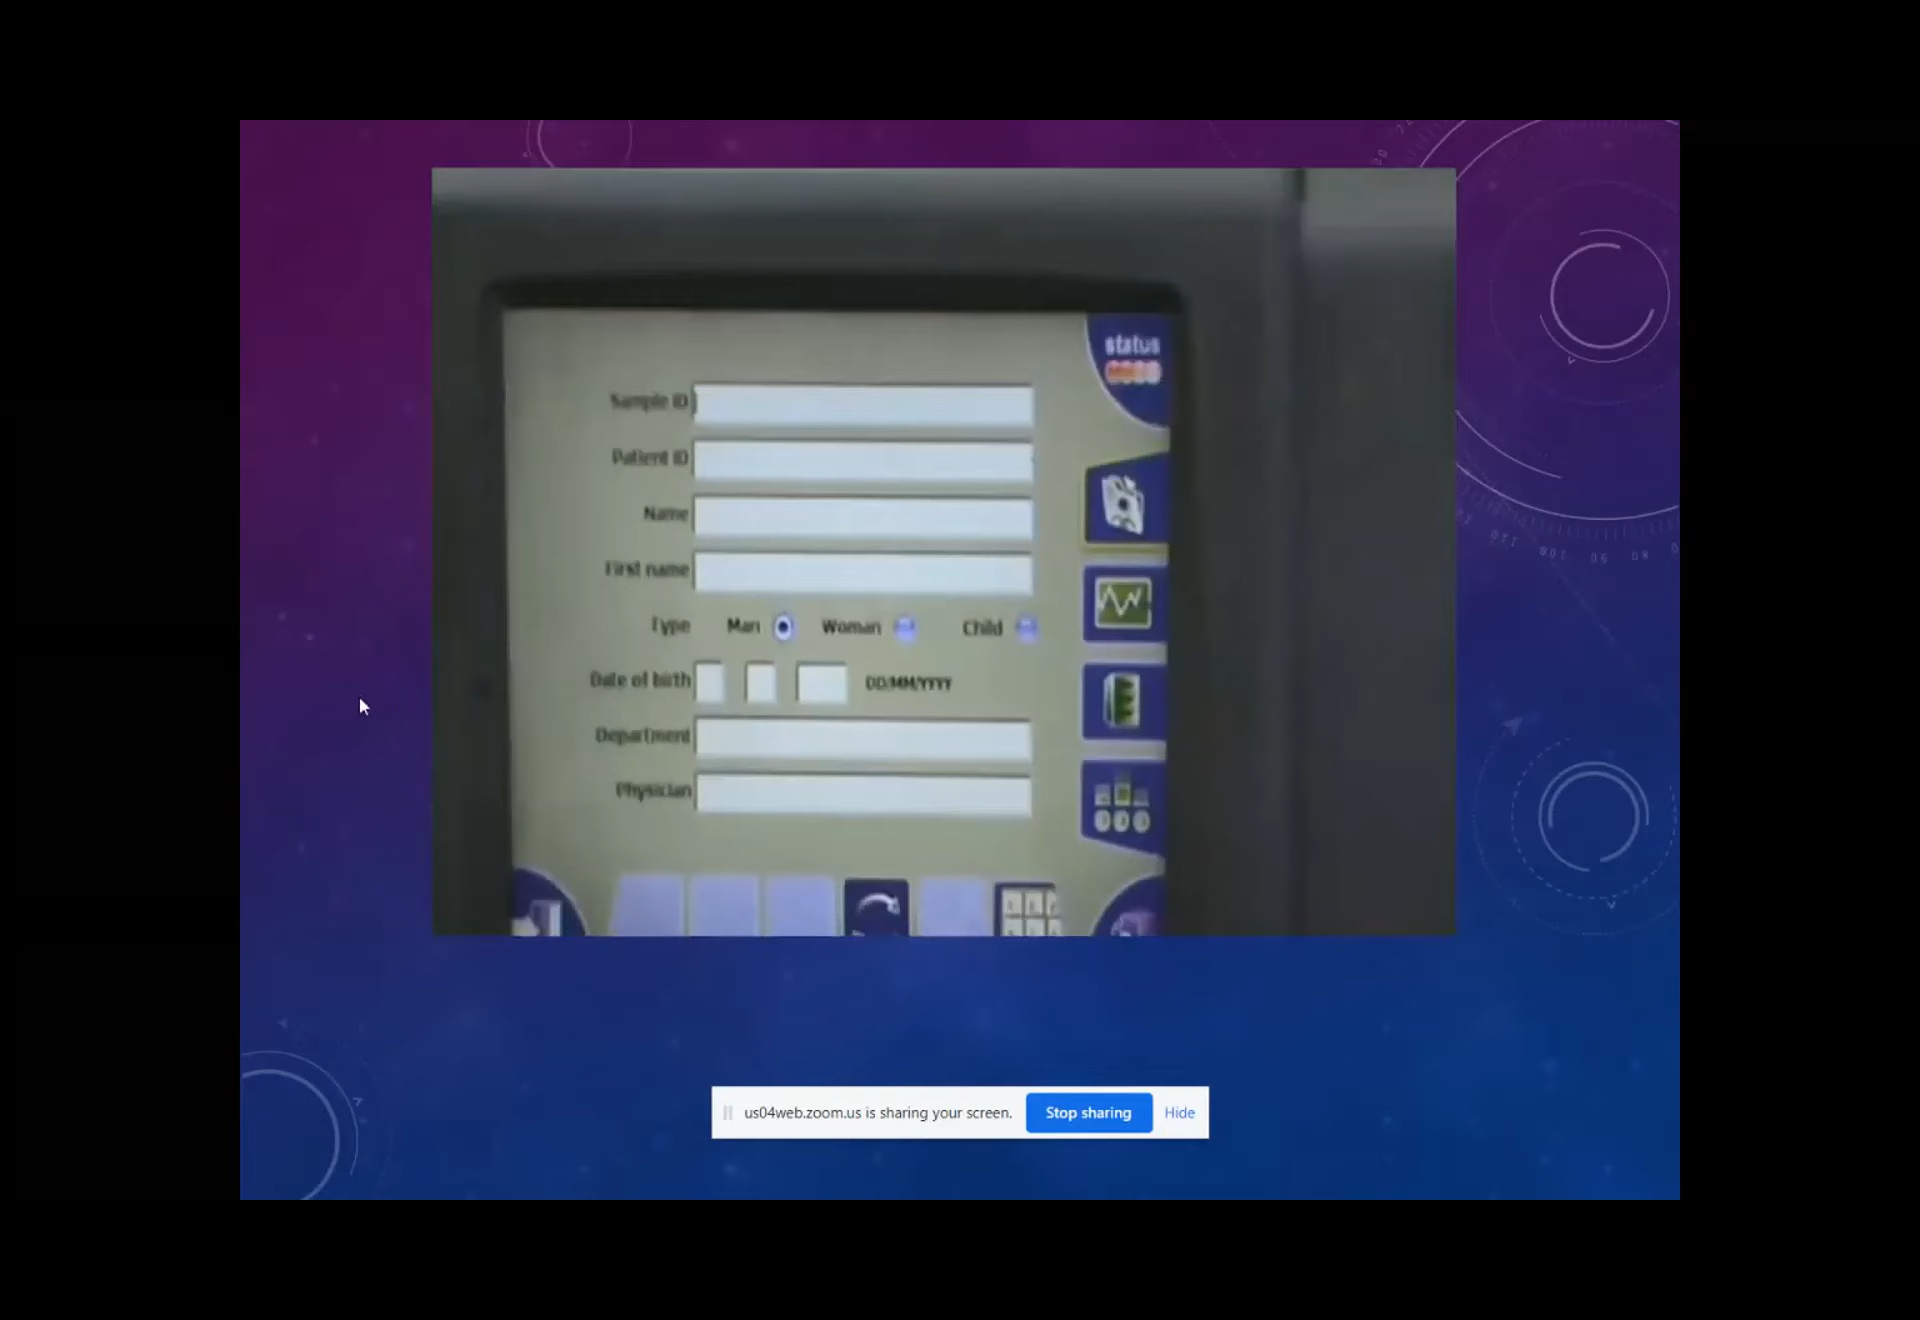 status
Sample ID
Patient ID
Name
First name
Type Man Woman Child
Date of birth DD/MM/YYYY
Department
Physician
us04web.zoom.us is sharing your screen. Stop sharing Hide